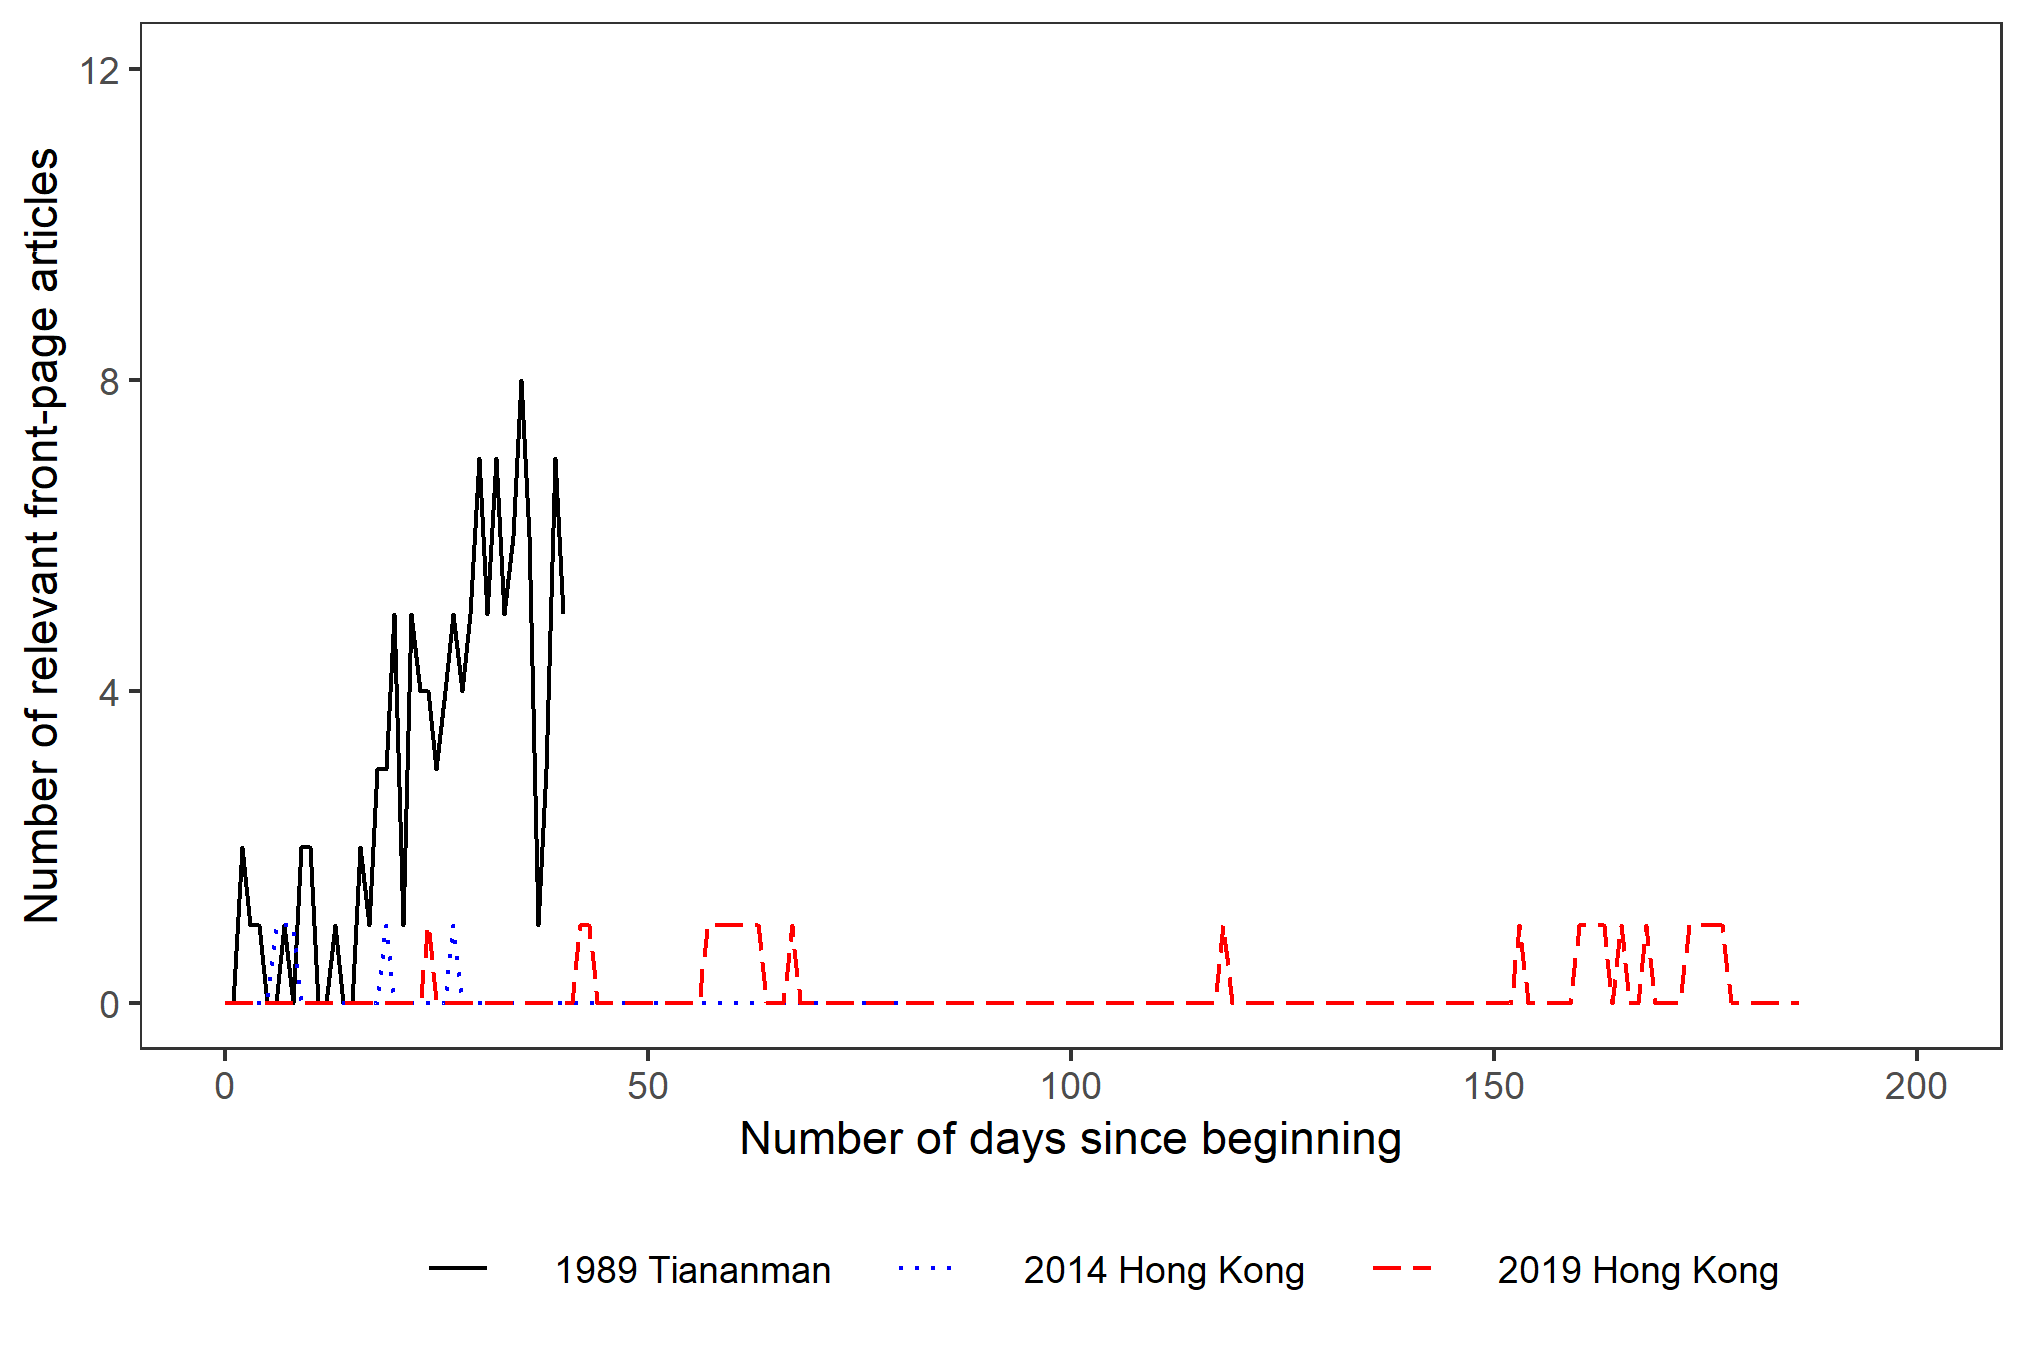 12
8
4
0
Number of relevant front-page articles
0 50 100 150 200
Number of days since beginning
1989 Tiananman 2014 Hong Kong 2019 Hong Kong